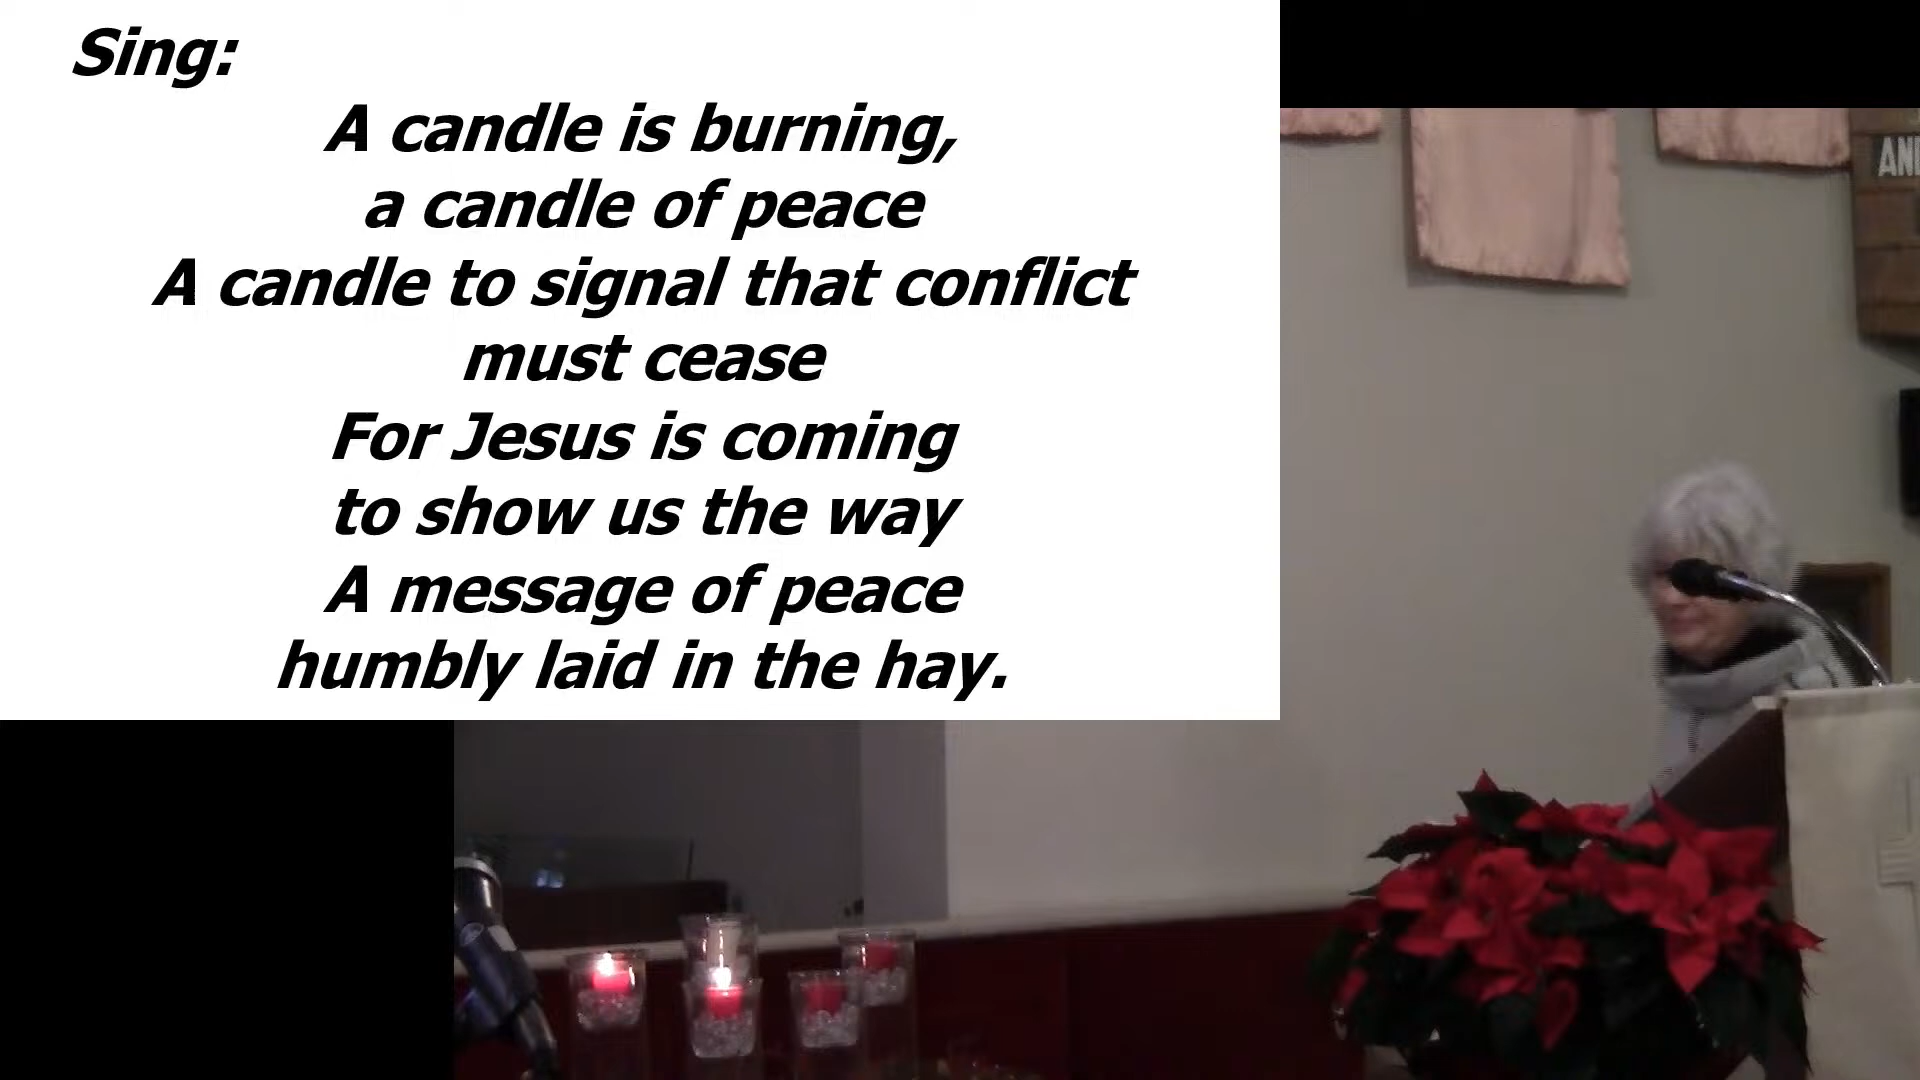 Sing:
A candle is burning,
a candle of peace
A candle to signal that conflict
must cease
For Jesus is coming
to show us the way
A message of peace
humbly laid in the hay.